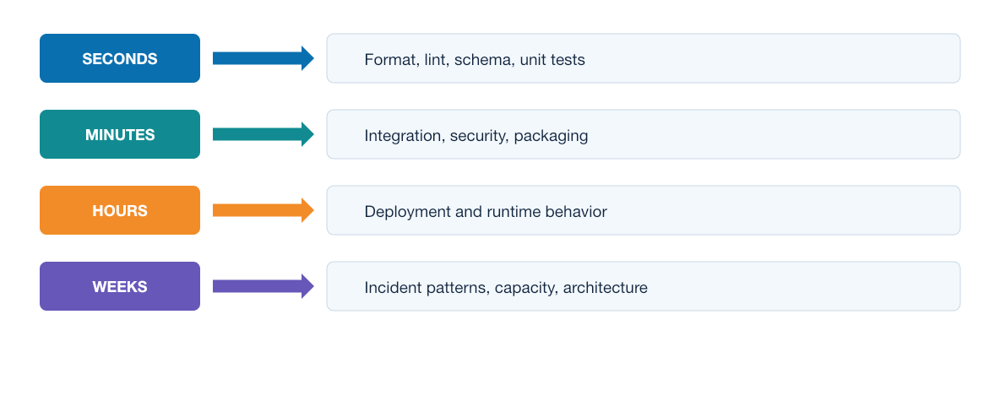 SECONDS
Format, lint, schema, unit tests
MINUTES
Integration, security, packaging
HOURS
Deployment and runtime behavior
WEEKS
Incident patterns, capacity, architecture